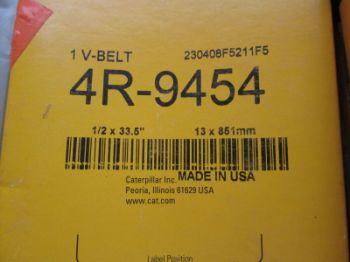 1 V-BELT 230408F5211F5
4R-9454
1/2 x 33.5" 13 x 851mm
MADE IN USA
Caterpillar Inc.
Peoria, Illinois 61629 USA
www.cat.com
Label Position